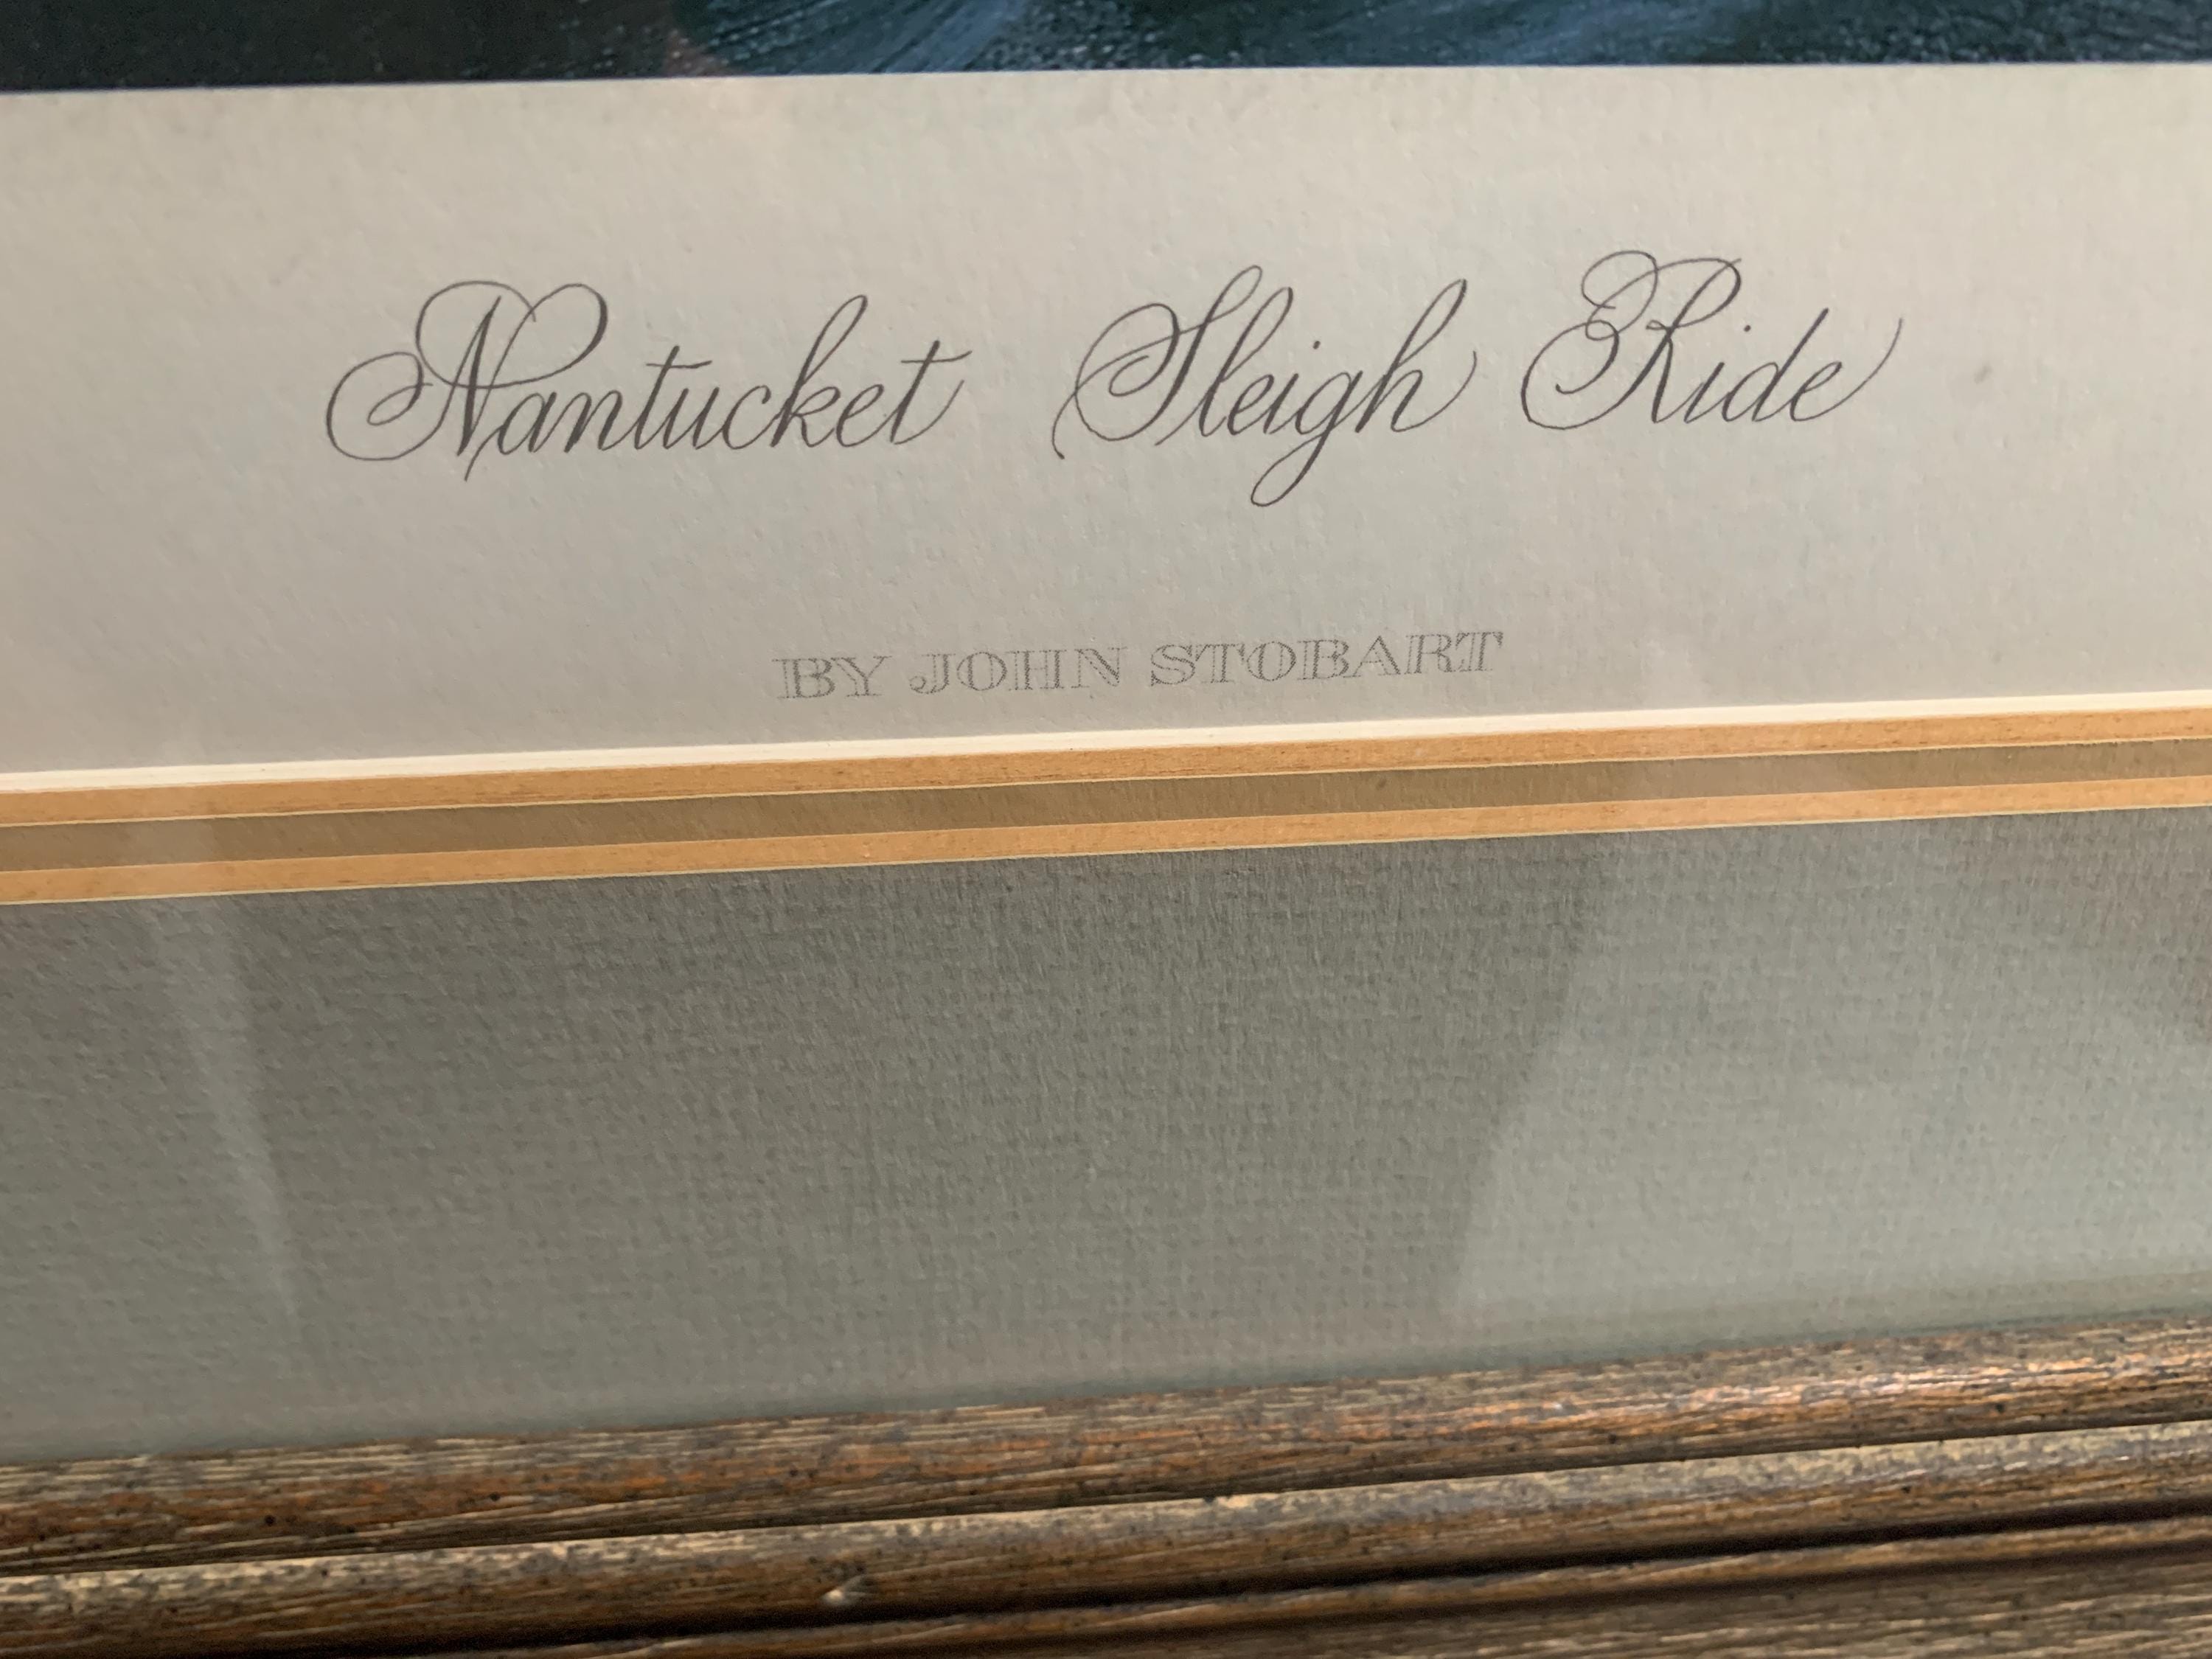 Nantucket Sleigh Ride
BY JOHN STOBART